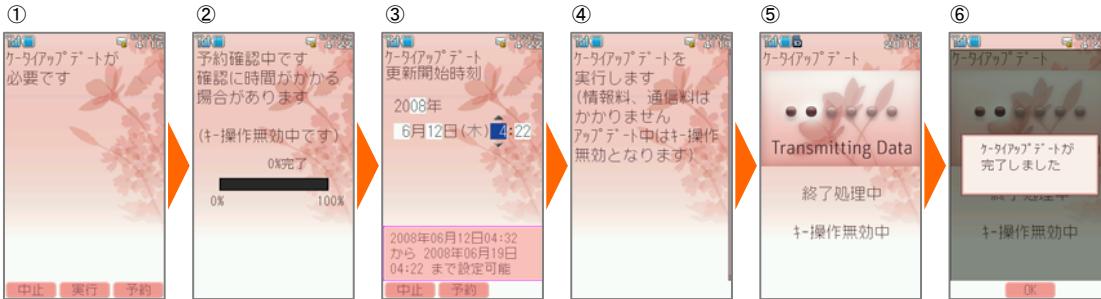 ①
ｹｰﾀｲｱｯﾌﾟﾃﾞｰﾄが
必要です
中止 実行 予約
②
予約確認中です
確認に時間がかかる
場合があります
(ｷｰ操作無効中です)
0%完了
0% 100%
③
ｹｰﾀｲｱｯﾌﾟﾃﾞｰﾄ
更新開始時刻
2008年
6月12日(木) 4:22
2008年06月12日04:32
から 2008年06月19日
04:22 まで設定可能
中止 予約
④
ｹｰﾀｲｱｯﾌﾟﾃﾞｰﾄを
実行します
(情報料、通信料は
かかりません
ｱｯﾌﾟﾃﾞｰﾄ中はｷｰ操作
無効となります)
⑤
ｹｰﾀｲｱｯﾌﾟﾃﾞｰﾄ
Transmitting Data
終了処理中
ｷｰ操作無効中
⑥
ｹｰﾀｲｱｯﾌﾟﾃﾞｰﾄ
ｹｰﾀｲｱｯﾌﾟﾃﾞｰﾄが
完了しました
終了処理中
ｷｰ操作無効中
OK